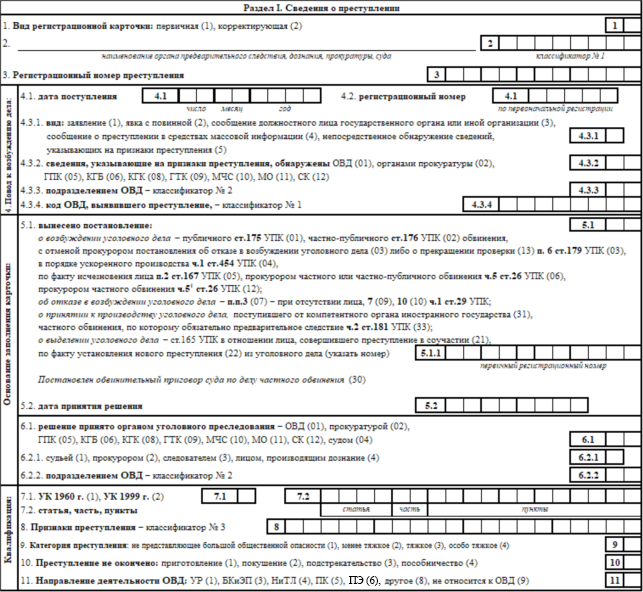 Раздел I. Сведения о преступлении
1. Вид регистрационной карточки: первичная (1), корректирующая (2) 1
2. 2
наименование органа предварительного следствия, дознания, прокуратуры, суда классификатор № 1
3. Регистрационный номер преступления 3
4. Повод к возбуждению дела:
4.1. дата поступления 4.1 4.2. регистрационный номер 4.1
число месяц год по первоначальной регистрации
4.3.1. вид: заявление (1), явка с повинной (2), сообщение должностного лица государственного органа или иной организации (3),
сообщение о преступлении в средствах массовой информации (4), непосредственное обнаружение сведений, 4.3.1
указывающих на признаки преступления (5)
4.3.2. сведения, указывающие на признаки преступления, обнаружены ОВД (01), органами прокуратуры (02), 4.3.2
ГПК (05), КГБ (06), КГК (08), ГТК (09), МЧС (10), МО (11), СК (12)
4.3.3. подразделением ОВД – классификатор № 2 4.3.3
4.3.4. код ОВД, выявившего преступление, – классификатор № 1 4.3.4
Основание заполнения карточки:
5.1. вынесено постановление: 5.1
о возбуждении уголовного дела – публичного ст.175 УПК (01), частно-публичного ст.176 УПК (02) обвинения,
с отменой прокурором постановления об отказе в возбуждении уголовного дела (03) либо о прекращении проверки (13) п. 6 ст.179 УПК (03),
в порядке ускоренного производства ч.1 ст.454 УПК (04),
по факту исчезновения лица п.2 ст.167 УПК (05), прокурором частного или частно-публичного обвинения ч.5 ст.26 УПК (06),
прокурором частного обвинения ч.5¹ ст.26 УПК (12);
об отказе в возбуждении уголовного дела – п.п.3 (07) – при отсутствии лица, 7 (09), 10 (10) ч.1 ст.29 УПК;
о принятии к производству уголовного дела, поступившего от компетентного органа иностранного государства (31),
частного обвинения, по которому обязательно предварительное следствие ч.2 ст.181 УПК (33);
о выделении уголовного дела – ст.165 УПК в отношении лица, совершившего преступление в соучастии (21),
по факту установления нового преступления (22) из уголовного дела (указать номер) 5.1.1
первичный регистрационный номер
Постановлен обвинительный приговор суда по делу частного обвинения (30)
5.2. дата принятия решения 5.2
6.1. решение принято органом уголовного преследования – ОВД (01), прокуратурой (02),
ГПК (05), КГБ (06), КГК (08), ГТК (09), МЧС (10), МО (11), СК (12), судом (04) 6.1
6.2.1. судьей (1), прокурором (2), следователем (3), лицом, производящим дознание (4) 6.2.1
6.2.2. подразделением ОВД – классификатор № 2 6.2.2
Квалификация:
7.1. УК 1960 г. (1), УК 1999 г. (2) 7.1 7.2
7.2. статья, часть, пункты статья часть пункты
8. Признаки преступления – классификатор № 3 8
9. Категория преступления: не представляющее большой общественной опасности (1), менее тяжкое (2), тяжкое (3), особо тяжкое (4) 9
10. Преступление не окончено: приготовление (1), покушение (2), подстрекательство (3), пособничество (4) 10
11. Направление деятельности ОВД: УР (1), БКиЭП (3), НиТЛ (4), ПК (5), ПЭ (6), другое (8), не относится к ОВД (9) 11